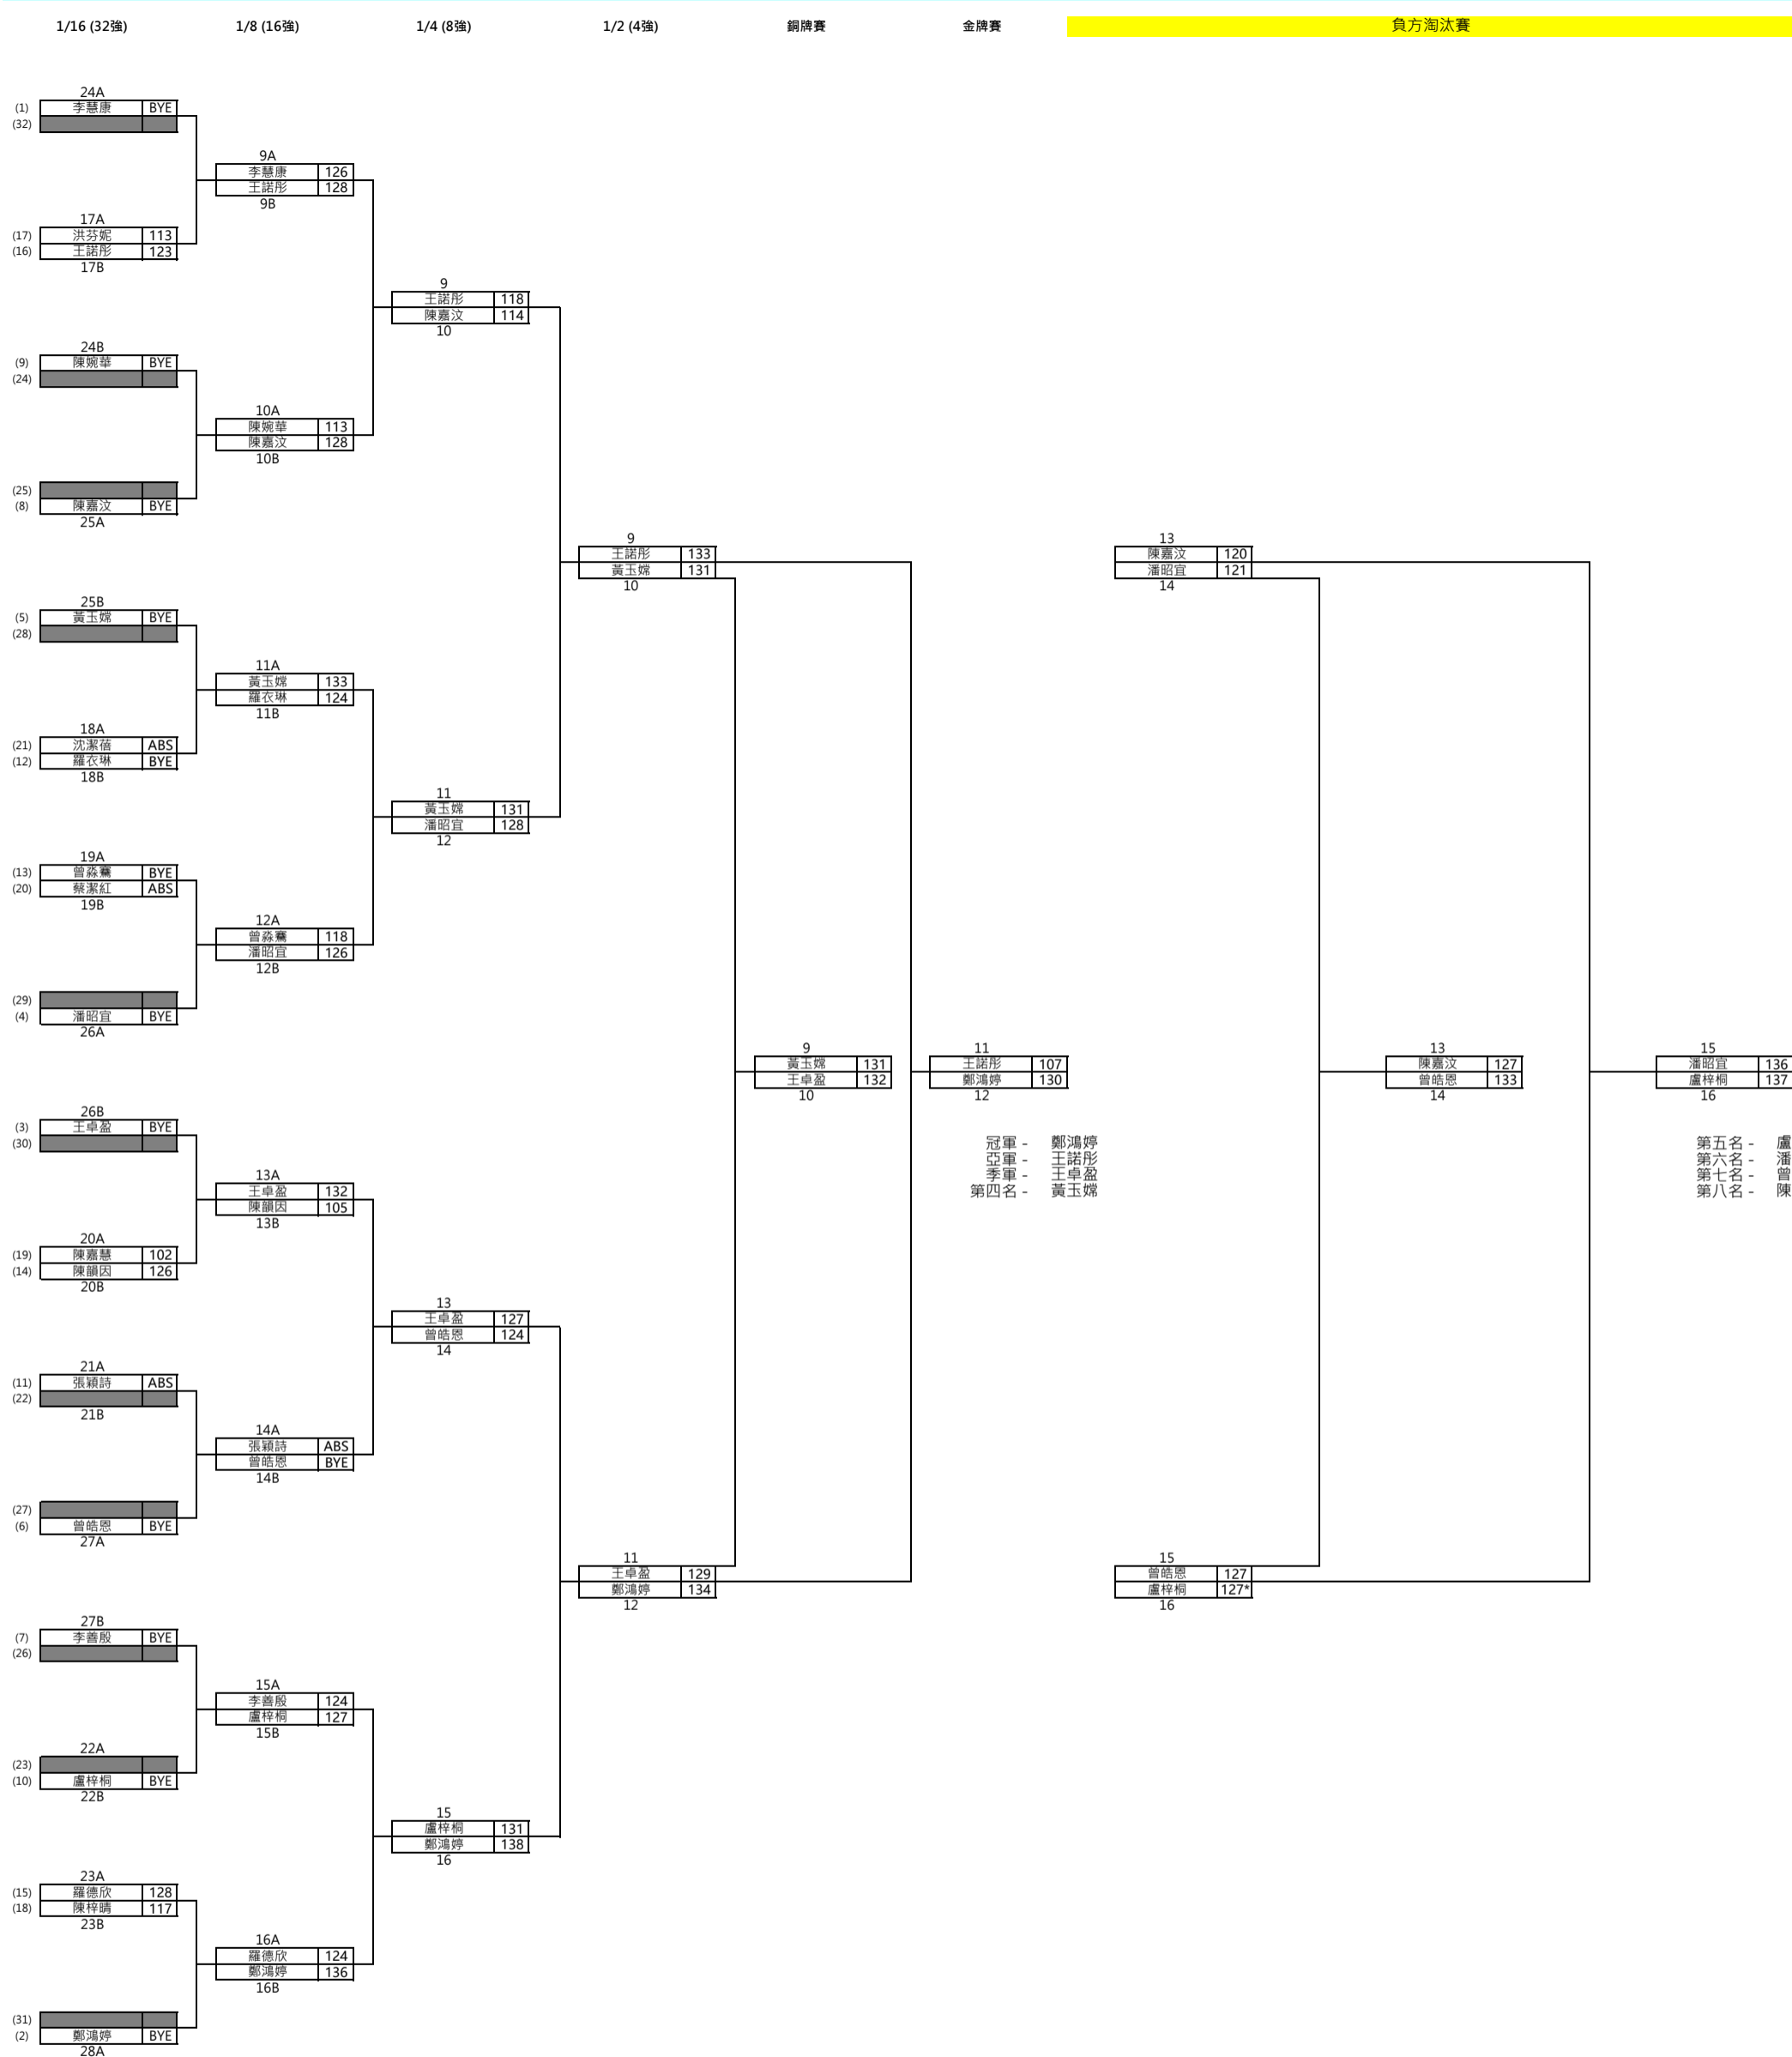 1/16 (32強) 1/8 (16強) 1/4 (8強) 1/2 (4強) 銅牌賽 金牌賽 負方淘汰賽
24A
(1) 李慧康 BYE
(32)
9A
李慧康 126
王諾彤 128
9B
17A
(17) 洪芬妮 113
(16) 王諾彤 123
17B
9
王諾彤 118
陳嘉汶 114
10
24B
(9) 陳婉華 BYE
(24)
10A
陳婉華 113
陳嘉汶 128
10B
(25)
(8) 陳嘉汶 BYE
25A
9 13
王諾彤 133 陳嘉汶 120
黃玉嫦 131 潘昭宜 121
10 14
25B
(5) 黃玉嫦 BYE
(28)
11A
黃玉嫦 133
羅衣琳 124
11B
18A
(21) 沈潔蓓 ABS
(12) 羅衣琳 BYE
18B
11
黃玉嫦 131
潘昭宜 128
12
19A
(13) 曾淼騫 BYE
(20) 蔡潔紅 ABS
19B
12A
曾淼騫 118
潘昭宜 126
12B
(29)
(4) 潘昭宜 BYE
26A
9 11 13 15
黃玉嫦 131 王諾彤 107 陳嘉汶 127 潘昭宜 136
王卓盈 132 鄭鴻婷 130 曾皓恩 133 盧梓桐 137
10 12 14 16
26B
(3) 王卓盈 BYE
(30)
冠軍 - 鄭鴻婷 第五名 - 盧
亞軍 - 王諾彤 第六名 - 潘
季軍 - 王卓盈 第七名 - 曾
第四名 - 黃玉嫦 第八名 - 陳
13A
王卓盈 132
陳韻因 105
13B
20A
(19) 陳嘉慧 102
(14) 陳韻因 126
20B
13
王卓盈 127
曾皓恩 124
14
21A
(11) 張穎詩 ABS
(22)
21B
14A
張穎詩 ABS
曾皓恩 BYE
14B
(27)
(6) 曾皓恩 BYE
27A
11 15
王卓盈 129 曾皓恩 127
鄭鴻婷 134 盧梓桐 127*
12 16
27B
(7) 李善殷 BYE
(26)
15A
李善殷 124
盧梓桐 127
15B
22A
(23)
(10) 盧梓桐 BYE
22B
15
盧梓桐 131
鄭鴻婷 138
16
23A
(15) 羅德欣 128
(18) 陳梓晴 117
23B
16A
羅德欣 124
鄭鴻婷 136
16B
(31)
(2) 鄭鴻婷 BYE
28A